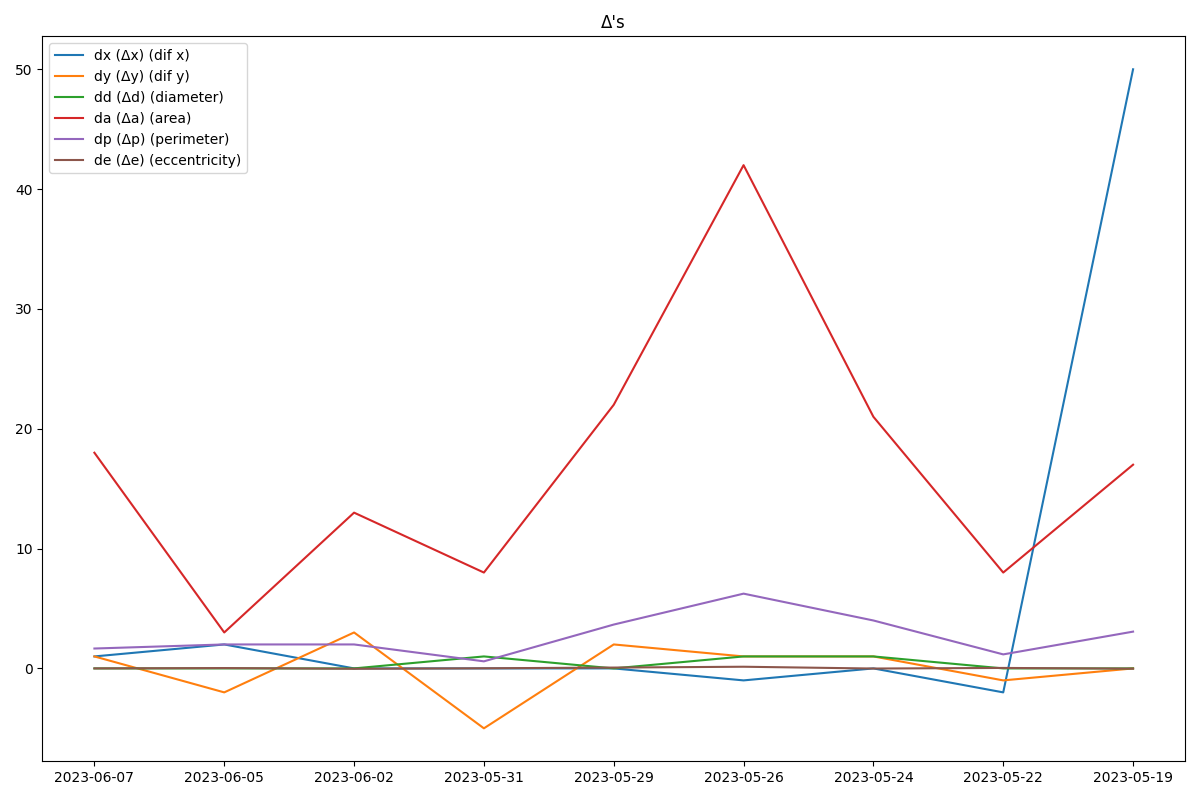 Δ's
dx (Δx) (dif x)
dy (Δy) (dif y)
dd (Δd) (diameter)
da (Δa) (area)
dp (Δp) (perimeter)
de (Δe) (eccentricity)
50
40
30
20
10
0
2023-06-07 2023-06-05 2023-06-02 2023-05-31 2023-05-29 2023-05-26 2023-05-24 2023-05-22 2023-05-19